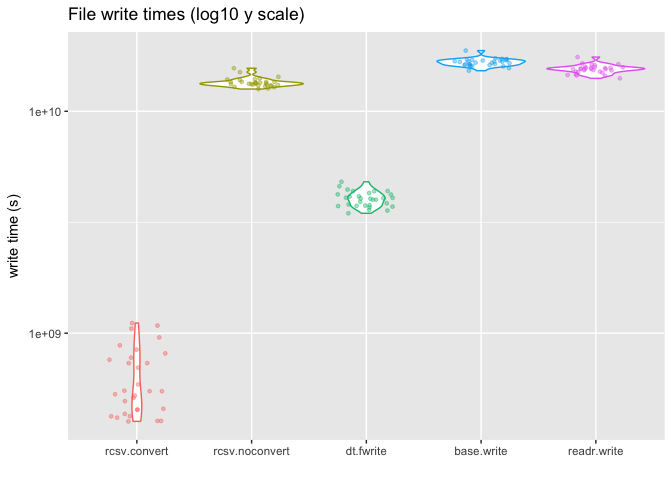 File write times (log10 y scale)
write time (s)
1e+10
1e+09
rcsv.convert rcsv.noconvert dt.fwrite base.write readr.write